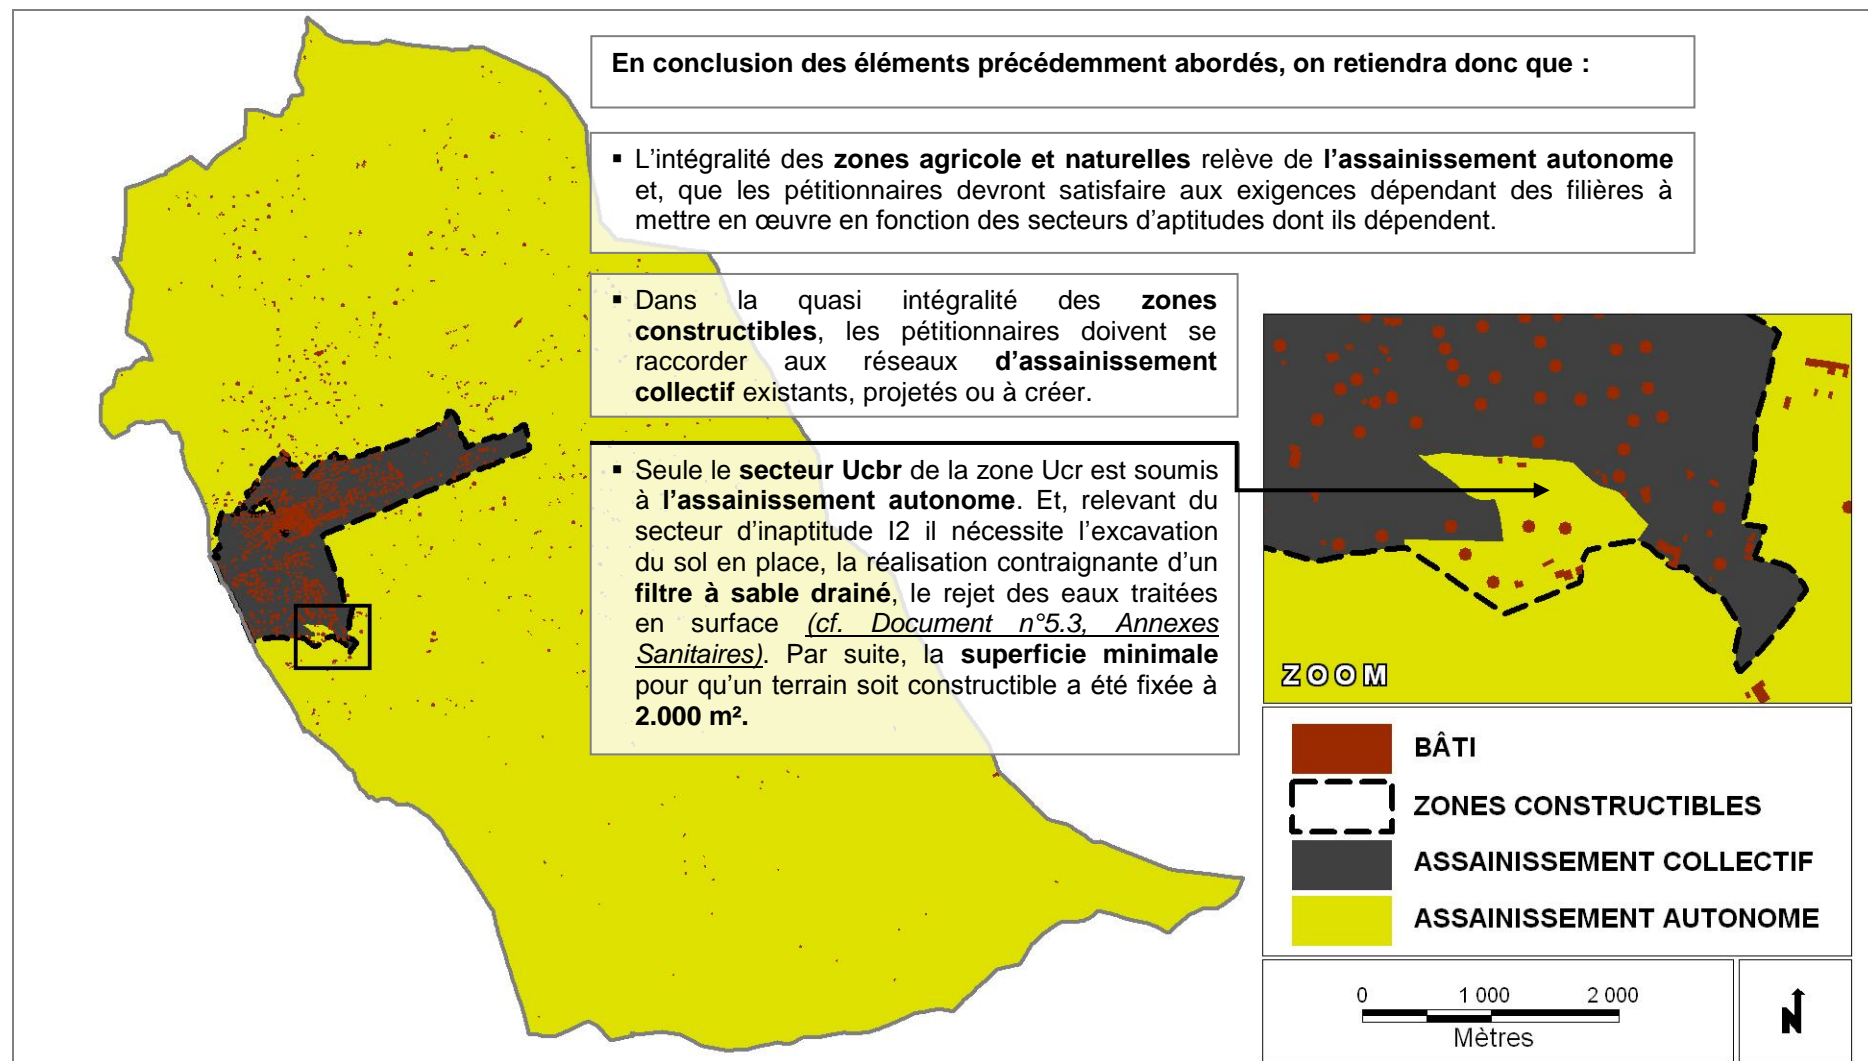 En conclusion des éléments précédemment abordés, on retiendra donc que :
▪ L'intégralité des zones agricole et naturelles relève de l'assainissement autonome
et, que les pétitionnaires devront satisfaire aux exigences dépendant des filières à
mettre en œuvre en fonction des secteurs d'aptitudes dont ils dépendent.
▪ Dans la quasi intégralité des zones
constructibles, les pétitionnaires doivent se
raccorder aux réseaux d'assainissement
collectif existants, projetés ou à créer.
▪ Seule le secteur Ucbr de la zone Ucr est soumis
à l'assainissement autonome. Et, relevant du
secteur d'inaptitude I2 il nécessite l'excavation
du sol en place, la réalisation contraignante d'un
filtre à sable drainé, le rejet des eaux traitées
en surface (cf. Document n°5.3, Annexes
Sanitaires). Par suite, la superficie minimale
pour qu'un terrain soit constructible a été fixée à
2.000 m².
ZOOM
BÂTI
ZONES CONSTRUCTIBLES
ASSAINISSEMENT COLLECTIF
ASSAINISSEMENT AUTONOME
0 1 000 2 000
Mètres
N